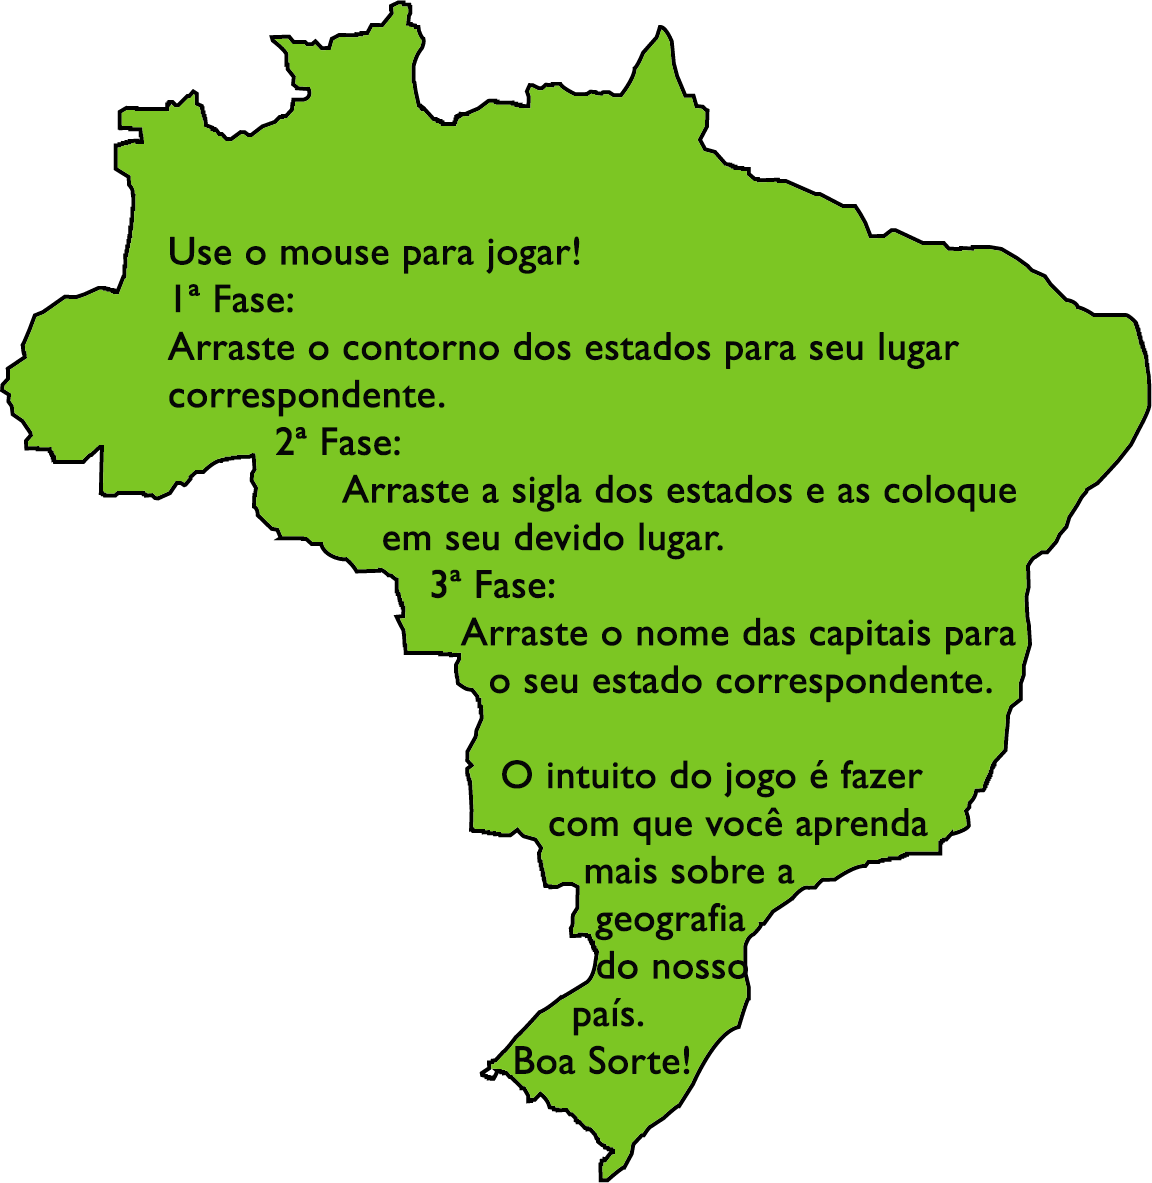 Use o mouse para jogar!
1ª Fase:
Arraste o contorno dos estados para seu lugar
correspondente.
2ª Fase:
Arraste a sigla dos estados e as coloque
em seu devido lugar.
3ª Fase:
Arraste o nome das capitais para
o seu estado correspondente.
O intuito do jogo é fazer
com que você aprenda
mais sobre a
geografia
do nosso
país.
Boa Sorte!